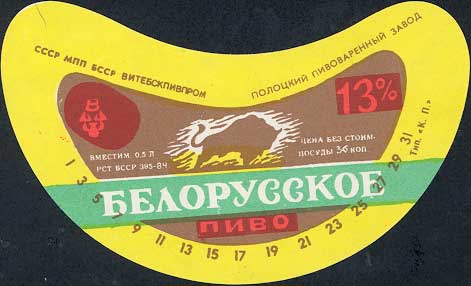 СССР МПП БССР ВИТЕБСКПИВПРОМ
ПОЛОЦКИЙ ПИВОВАРЕННЫЙ ЗАВОД
13%
ВМЕСТИМ. 0,5 Л
РСТ БССР 395-84
ЦЕНА БЕЗ СТОИМ.
ПОСУДЫ 36 КОП.
БЕЛОРУССКОЕ
ПИВО
1 3 5 7 9 11 13 15 17 19 21 23 25 27 29 31
Тип. «К. П.»